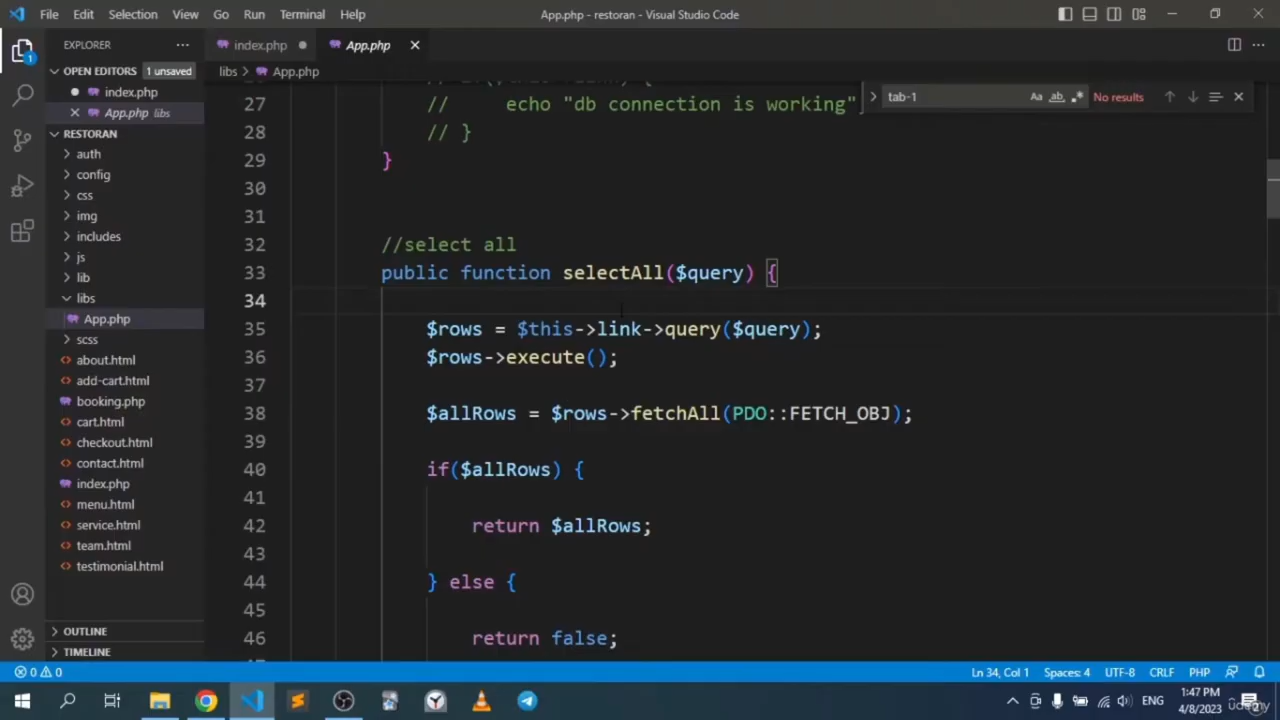 File Edit Selection View Go Run Terminal Help App.php - restoran - Visual Studio Code
EXPLORER
OPEN EDITORS 1 unsaved
index.php
App.php libs
RESTORAN
auth
config
css
img
includes
js
lib
libs
App.php
scss
about.html
add-cart.html
booking.php
cart.html
checkout.html
contact.html
index.php
menu.html
service.html
team.html
testimonial.html
OUTLINE
TIMELINE
1
index.php App.php
libs > App.php
tab-1 Aa ab No results
27 // echo "db connection is working"
28 // }
29 }
30
31
32 //select all
33 public function selectAll($query) {
34
35 $rows = $this->link->query($query);
36 $rows->execute();
37
38 $allRows = $rows->fetchAll(PDO::FETCH_OBJ);
39
40 if($allRows) {
41
42 return $allRows;
43
44 } else {
45
46 return false;
0 0 Ln 34, Col 1 Spaces: 4 UTF-8 CRLF PHP
ENG 1:47 PM
4/8/2023
udemy